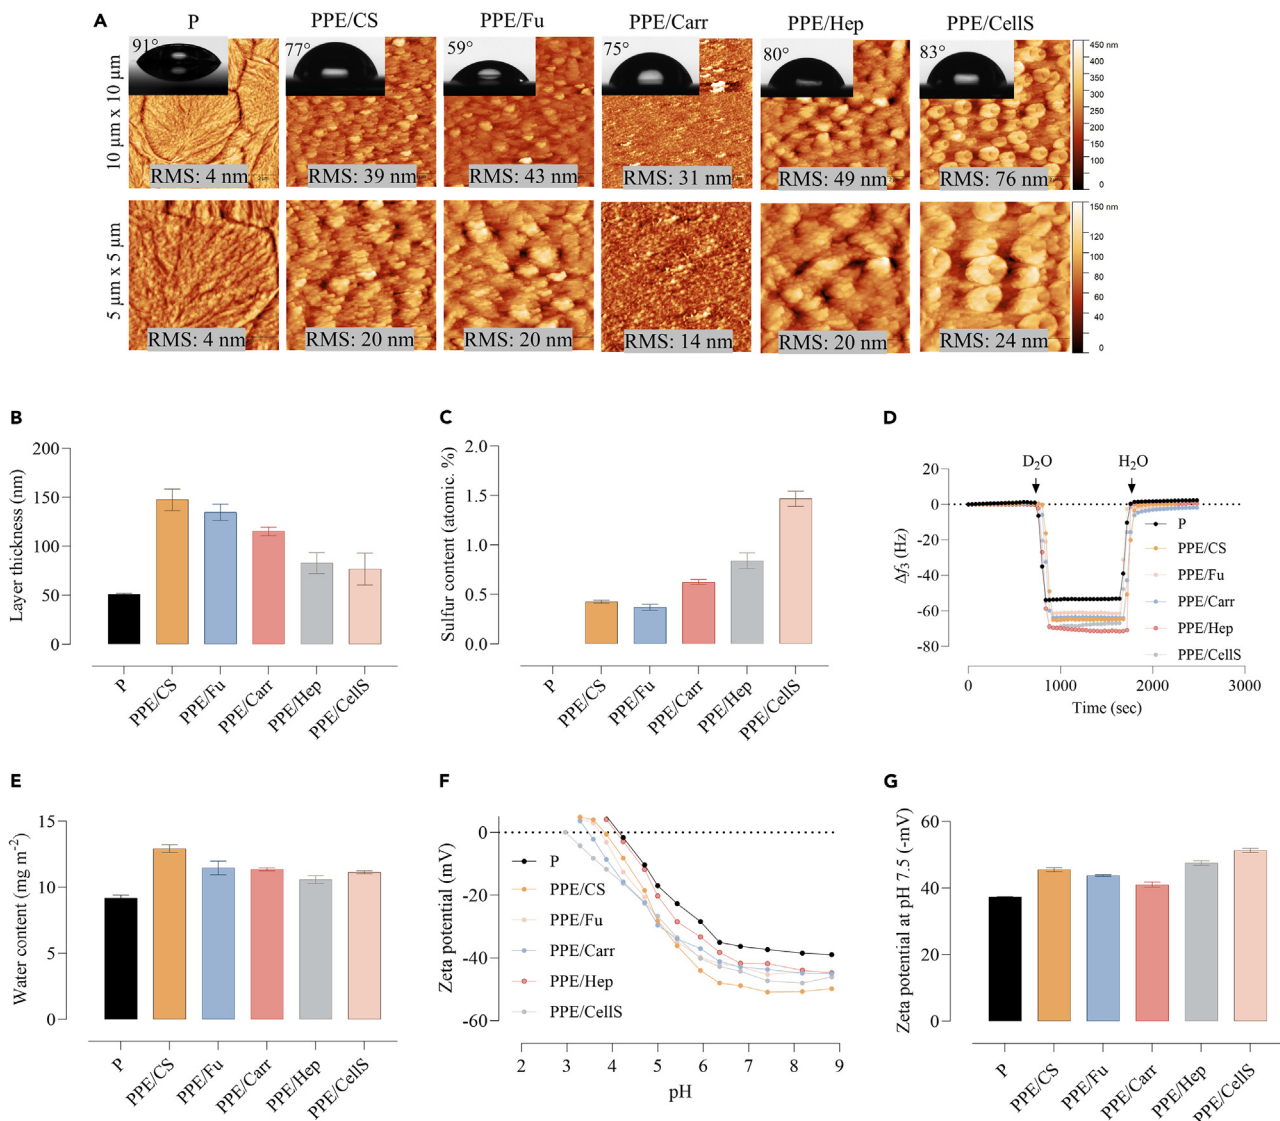 A
P
PPE/CS
PPE/Fu
PPE/Carr
PPE/Hep
PPE/CellS
10 µm x 10 µm
91°
77°
59°
75°
80°
83°
RMS: 4 nm
RMS: 39 nm
RMS: 43 nm
RMS: 31 nm
RMS: 49 nm
RMS: 76 nm
450 nm
400
350
300
250
200
150
100
0
5 µm x 5 µm
RMS: 4 nm
RMS: 20 nm
RMS: 20 nm
RMS: 14 nm
RMS: 20 nm
RMS: 24 nm
150 nm
120
100
80
60
40
0
B
Layer thickness (nm)
200
150
100
50
0
P
PPE/CS
PPE/Fu
PPE/Carr
PPE/Hep
PPE/CellS
C
Sulfur content (atomic. %)
2.0
1.5
1.0
0.5
0.0
P
PPE/CS
PPE/Fu
PPE/Carr
PPE/Hep
PPE/CellS
D
D₂O
H₂O
Δf₃ (Hz)
20
0
-20
-40
-60
-80
P
PPE/CS
PPE/Fu
PPE/Carr
PPE/Hep
PPE/CellS
0
1000
2000
3000
Time (sec)
E
Water content (mg m⁻²)
15
10
5
0
P
PPE/CS
PPE/Fu
PPE/Carr
PPE/Hep
PPE/CellS
F
Zeta potential (mV)
0
-20
-40
-60
P
PPE/CS
PPE/Fu
PPE/Carr
PPE/Hep
PPE/CellS
2
3
4
5
6
7
8
9
pH
G
Zeta potential at pH 7.5 (-mV)
60
40
20
0
P
PPE/CS
PPE/Fu
PPE/Carr
PPE/Hep
PPE/CellS